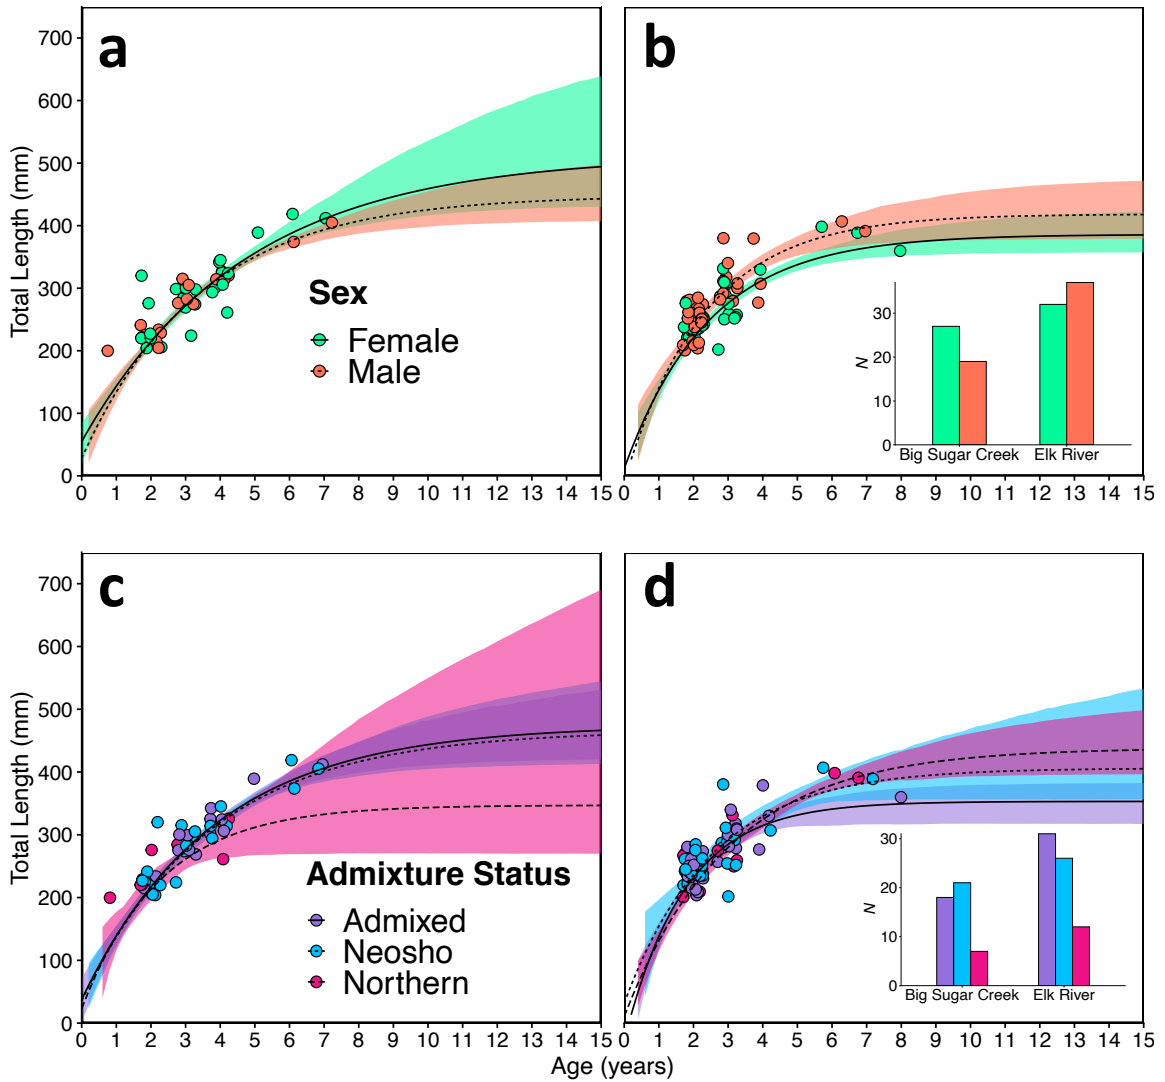 a
b
700
600
500
400
300
200
100
0
Total Length (mm)
Sex
Female
Male
N
30
20
10
0
Big Sugar Creek Elk River
0 1 2 3 4 5 6 7 8 9 10 11 12 13 14 15
0 1 2 3 4 5 6 7 8 9 10 11 12 13 14 15
c
d
700
600
500
400
300
200
100
0
Total Length (mm)
Admixture Status
Admixed
Neosho
Northern
N
30
20
10
0
Big Sugar Creek Elk River
0 1 2 3 4 5 6 7 8 9 10 11 12 13 14 15
0 1 2 3 4 5 6 7 8 9 10 11 12 13 14 15
Age (years)